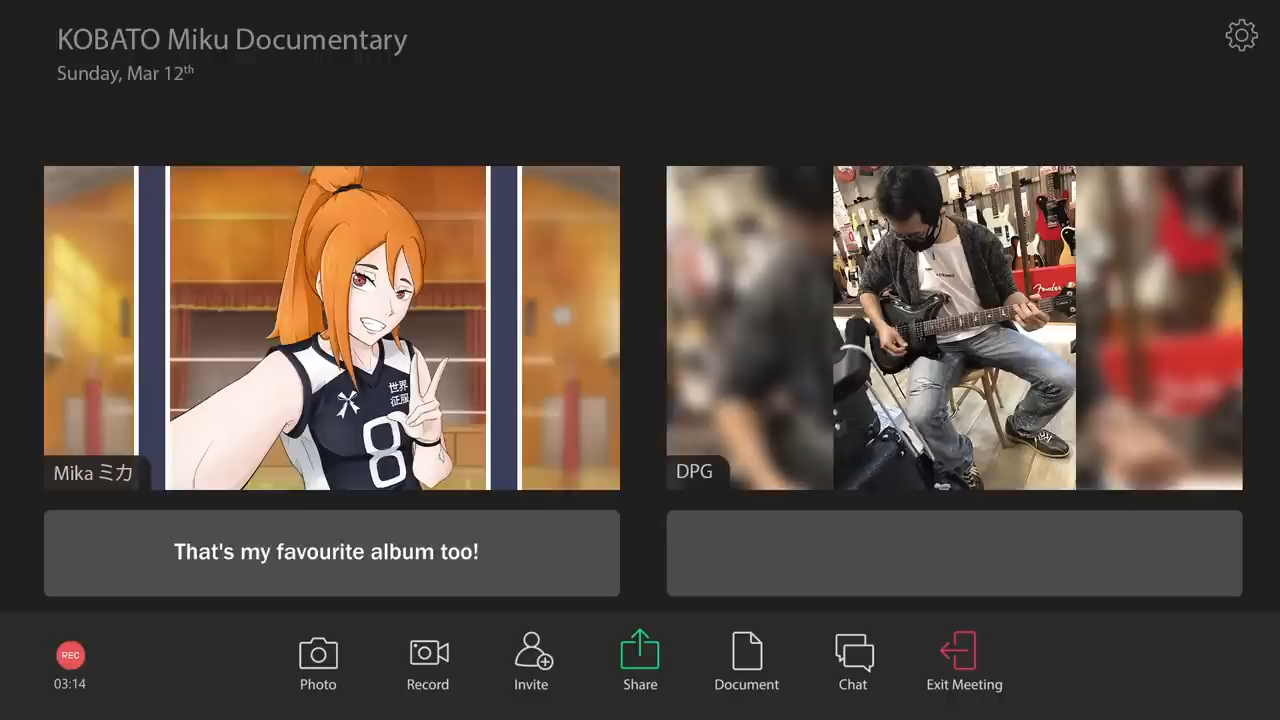 KOBATO Miku Documentary
Sunday, Mar 12th
世界
征服
8
Fender
Mika ミカ
DPG
That's my favourite album too!
REC
03:14
Photo
Record
Invite
Share
Document
Chat
Exit Meeting